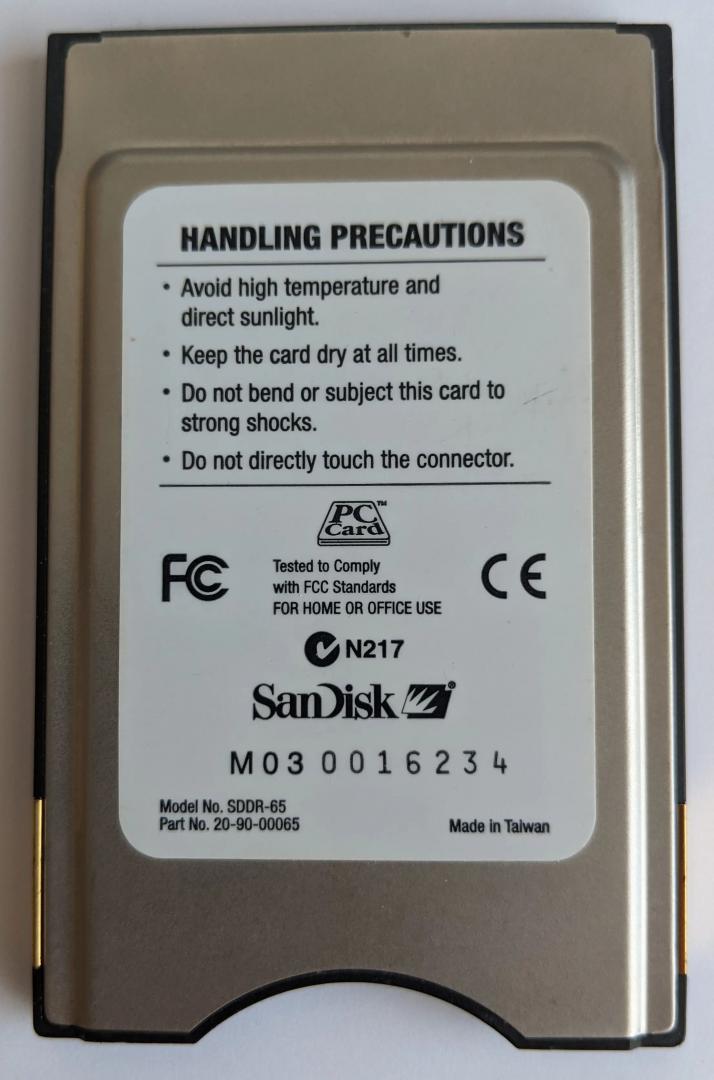 HANDLING PRECAUTIONS
• Avoid high temperature and
direct sunlight.
• Keep the card dry at all times.
• Do not bend or subject this card to
strong shocks.
• Do not directly touch the connector.
PC™
Card
FC
Tested to Comply
with FCC Standards
FOR HOME OR OFFICE USE
CE
N217
SanDisk®
M030016234
Model No. SDDR-65
Part No. 20-90-00065
Made in Taiwan